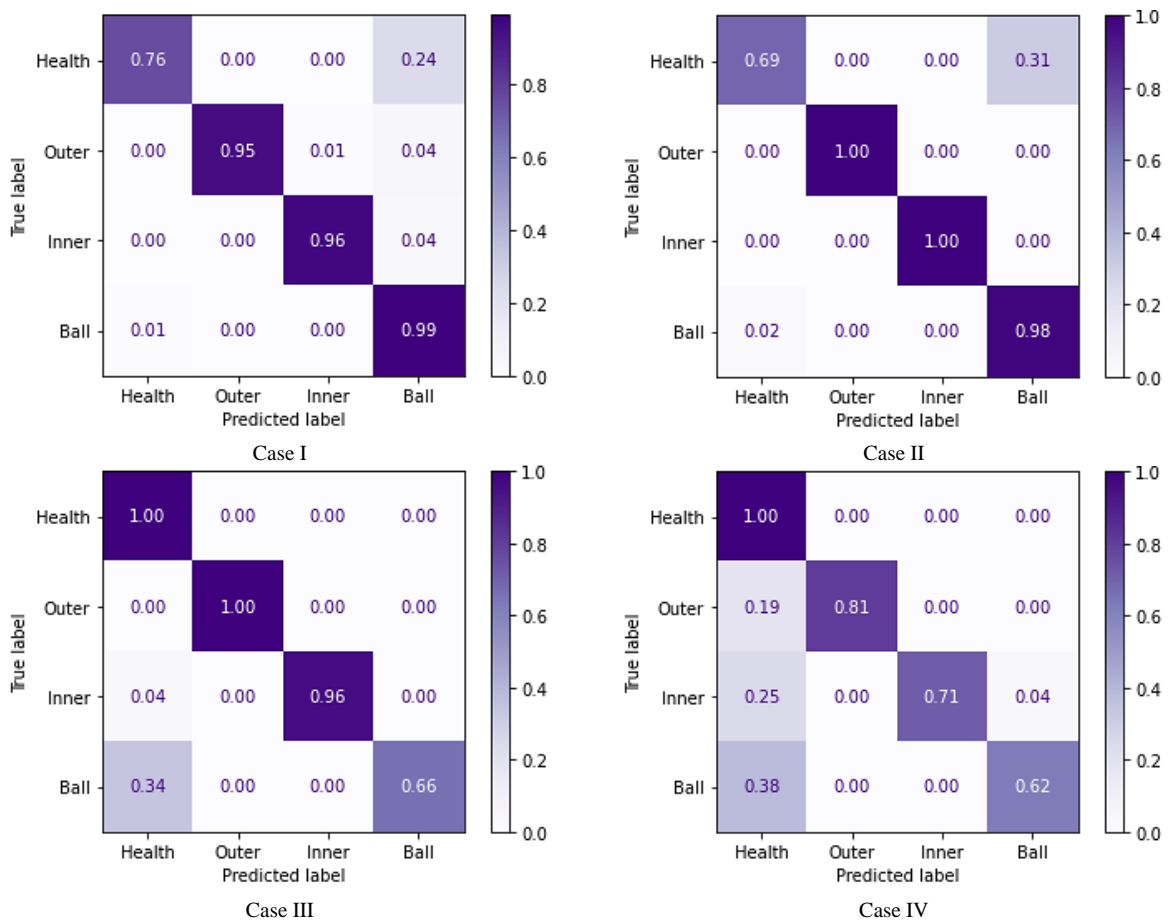 Health 0.76 0.00 0.00 0.24
Outer 0.00 0.95 0.01 0.04
Inner 0.00 0.00 0.96 0.04
Ball 0.01 0.00 0.00 0.99
Health Outer Inner Ball
Predicted label
True label
0.8
0.6
0.4
0.2
0.0
Case I
Health 0.69 0.00 0.00 0.31
Outer 0.00 1.00 0.00 0.00
Inner 0.00 0.00 1.00 0.00
Ball 0.02 0.00 0.00 0.98
Health Outer Inner Ball
Predicted label
True label
1.0
0.8
0.6
0.4
0.2
0.0
Case II
Health 1.00 0.00 0.00 0.00
Outer 0.00 1.00 0.00 0.00
Inner 0.04 0.00 0.96 0.00
Ball 0.34 0.00 0.00 0.66
Health Outer Inner Ball
Predicted label
True label
1.0
0.8
0.6
0.4
0.2
0.0
Case III
Health 1.00 0.00 0.00 0.00
Outer 0.19 0.81 0.00 0.00
Inner 0.25 0.00 0.71 0.04
Ball 0.38 0.00 0.00 0.62
Health Outer Inner Ball
Predicted label
True label
1.0
0.8
0.6
0.4
0.2
0.0
Case IV